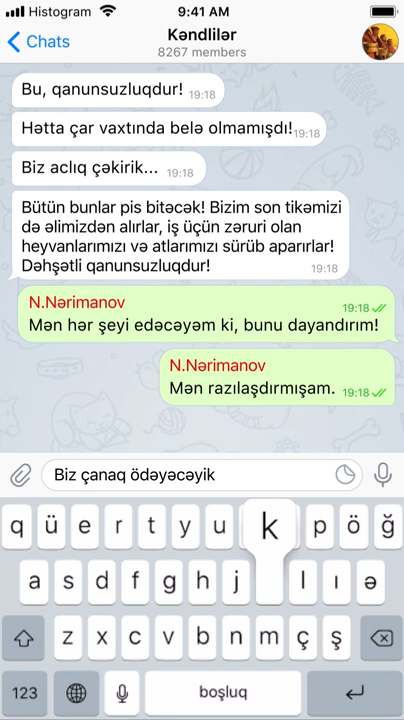 Histogram 9:41 AM
Chats Kəndlilər
8267 members
Bu, qanunsuzluqdur! 19:18
Hətta çar vaxtında belə olmamışdı! 19:18
Biz aclıq çəkirik... 19:18
Bütün bunlar pis bitəcək! Bizim son tikəmizi
də əlimizdən alırlar, iş üçün zəruri olan
heyvanlarımızı və atlarımızı sürüb aparırlar!
Dəhşətli qanunsuzluqdur! 19:18
N.Nərimanov 19:18
Mən hər şeyi edəcəyəm ki, bunu dayandırım!
N.Nərimanov
Mən razılaşdırmışam. 19:18
Biz çanaq ödəyəcəyik
q ü e r t y u k p ö ğ
a s d f g h j l ı ə
z x c v b n m ç ş
123 boşluq